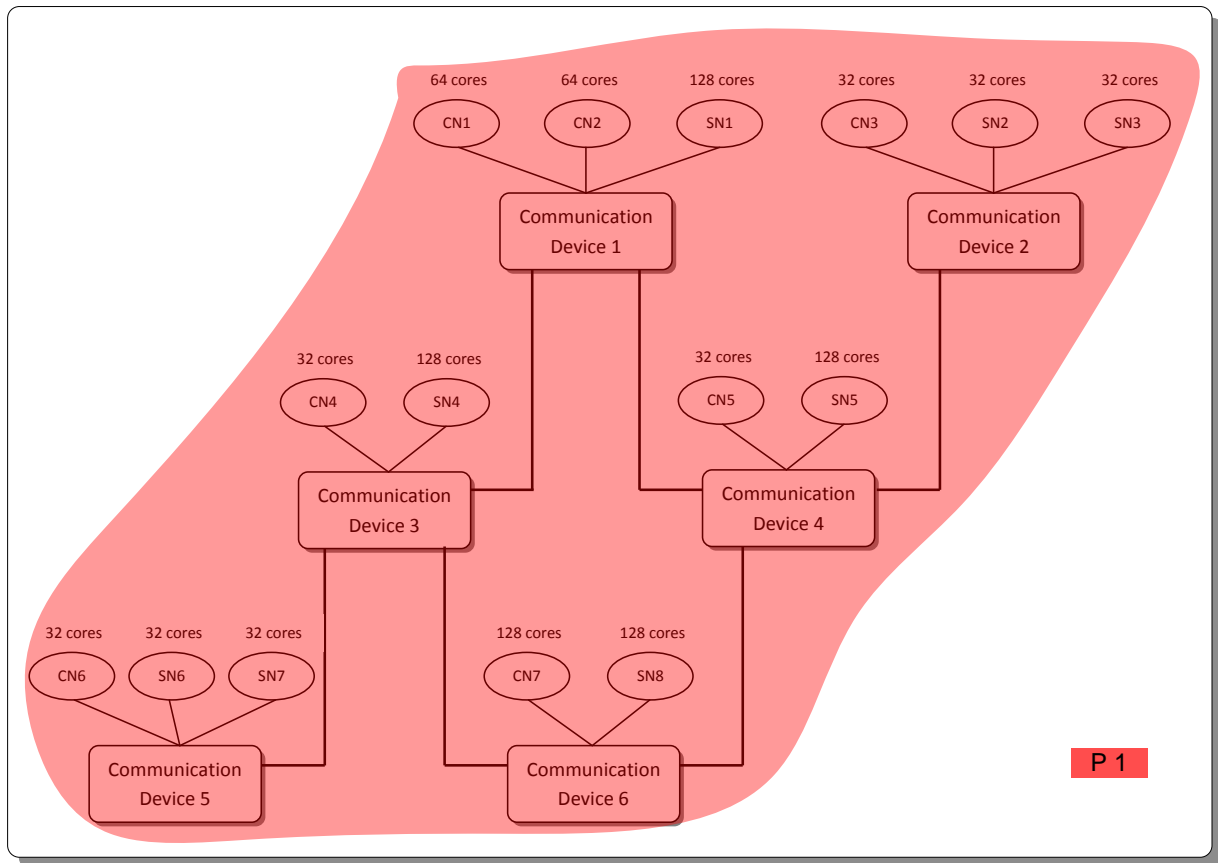 64 cores
64 cores
128 cores
32 cores
32 cores
32 cores
CN1
CN2
SN1
CN3
SN2
SN3
Communication
Device 1
Communication
Device 2
32 cores
128 cores
32 cores
128 cores
CN4
SN4
CN5
SN5
Communication
Device 3
Communication
Device 4
32 cores
32 cores
32 cores
128 cores
128 cores
CN6
SN6
SN7
CN7
SN8
Communication
Device 5
Communication
Device 6
P 1